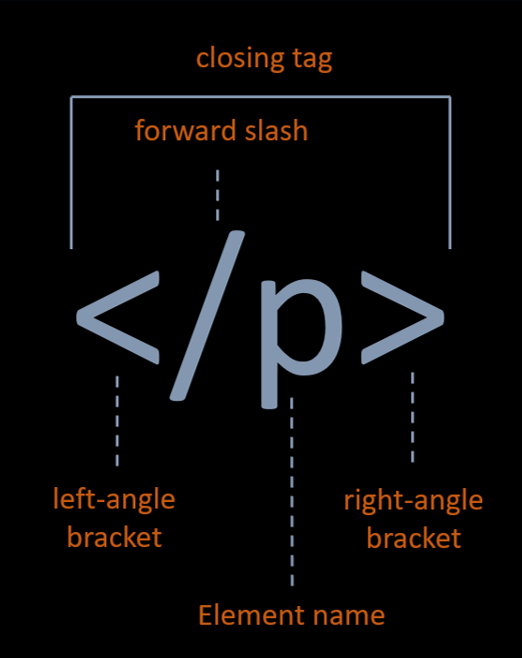 closing tag
forward slash
</p>
left-angle
bracket
right-angle
bracket
Element name